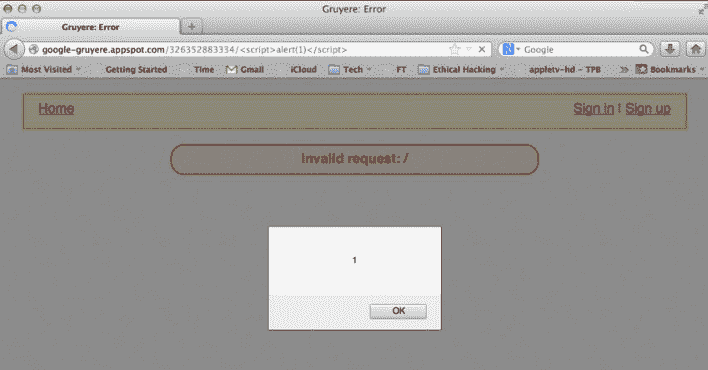 Gruyere: Error
Gruyere: Error
google-gruyere.appspot.com/326352883334/<script>alert(1)</script>
Google
Most Visited Getting Started Time Gmail iCloud Tech FT Ethical Hacking appletv-hd - TPB >> Bookmarks
Home Sign in | Sign up
Invalid request: /
1
OK